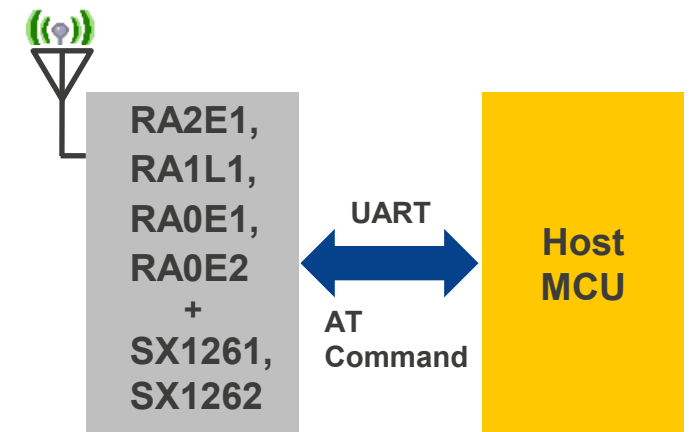 RA2E1,
RA1L1,
RA0E1,
RA0E2
+
SX1261,
SX1262
UART
AT
Command
Host
MCU